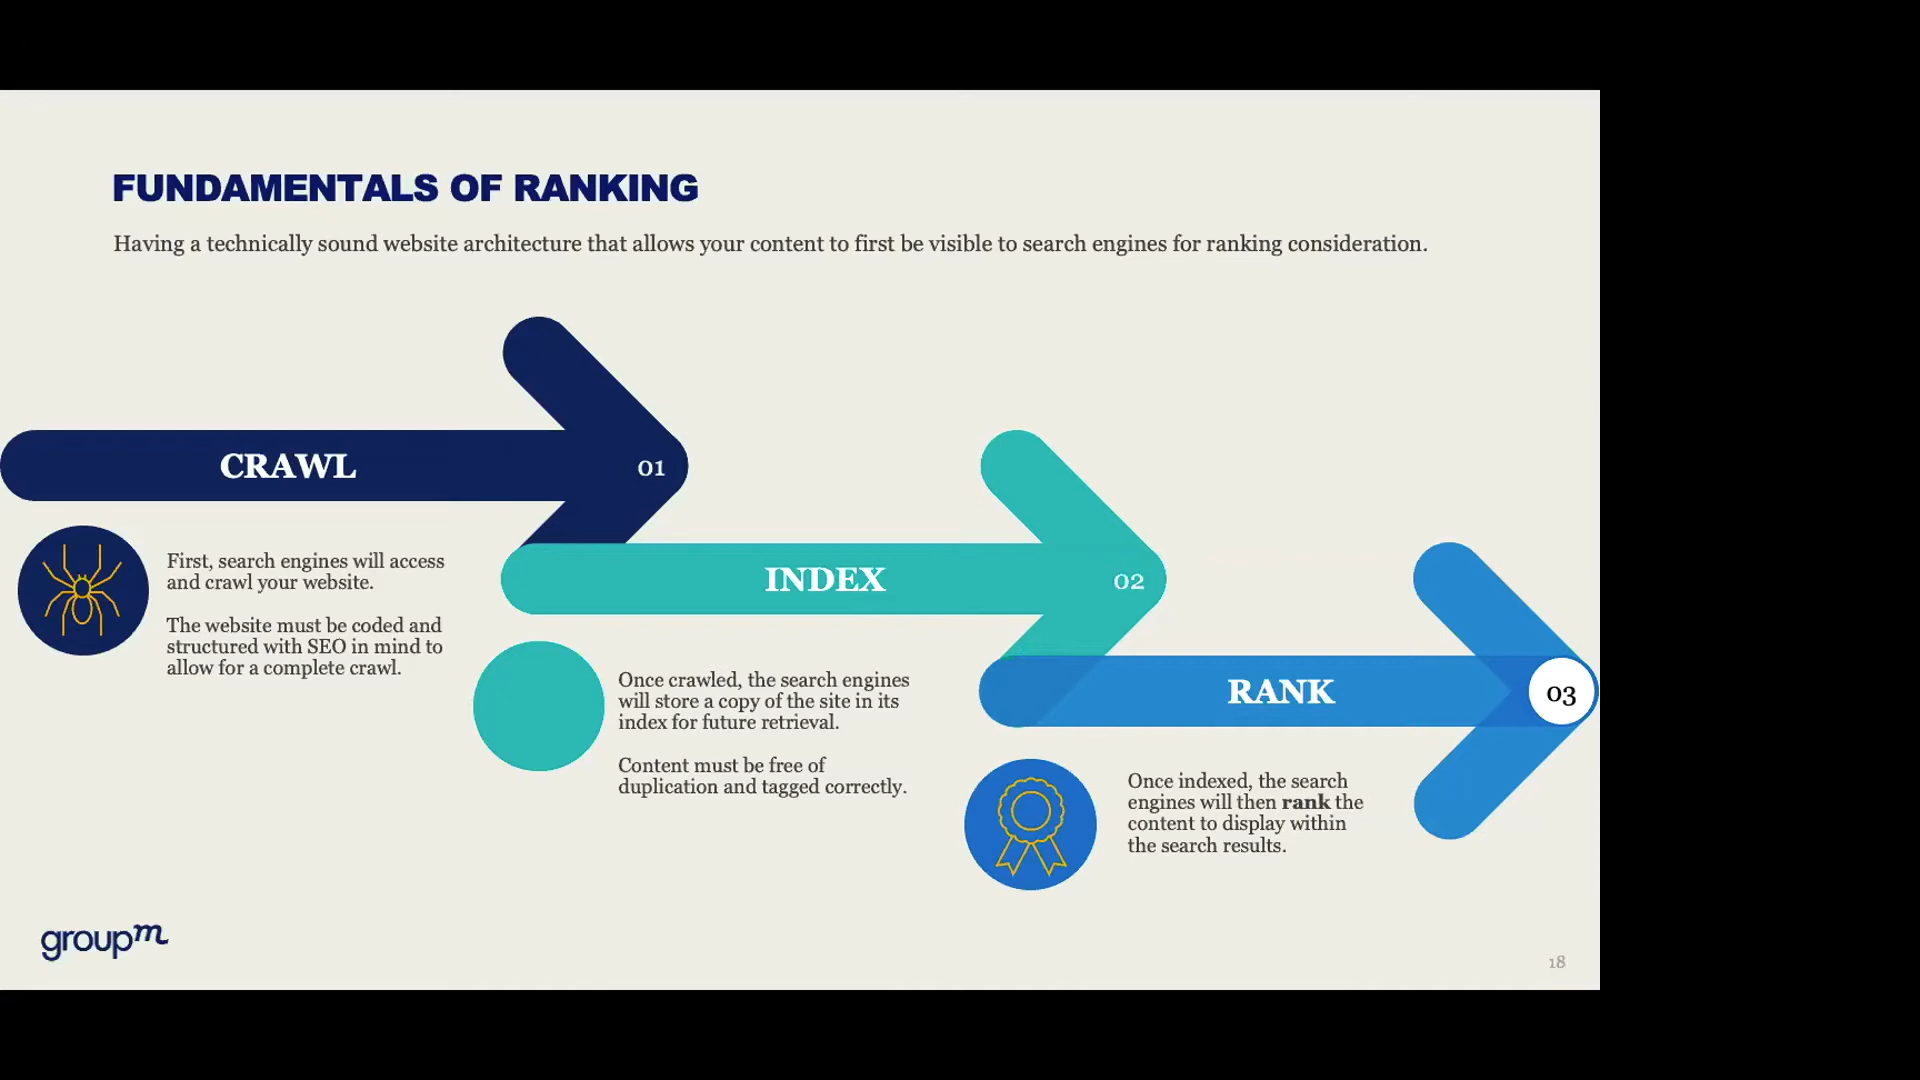 FUNDAMENTALS OF RANKING
Having a technically sound website architecture that allows your content to first be visible to search engines for ranking consideration.
CRAWL
01
First, search engines will access
and crawl your website.
The website must be coded and
structured with SEO in mind to
allow for a complete crawl.
INDEX
02
Once crawled, the search engines
will store a copy of the site in its
index for future retrieval.
Content must be free of
duplication and tagged correctly.
RANK
03
Once indexed, the search
engines will then rank the
content to display within
the search results.
groupm
18